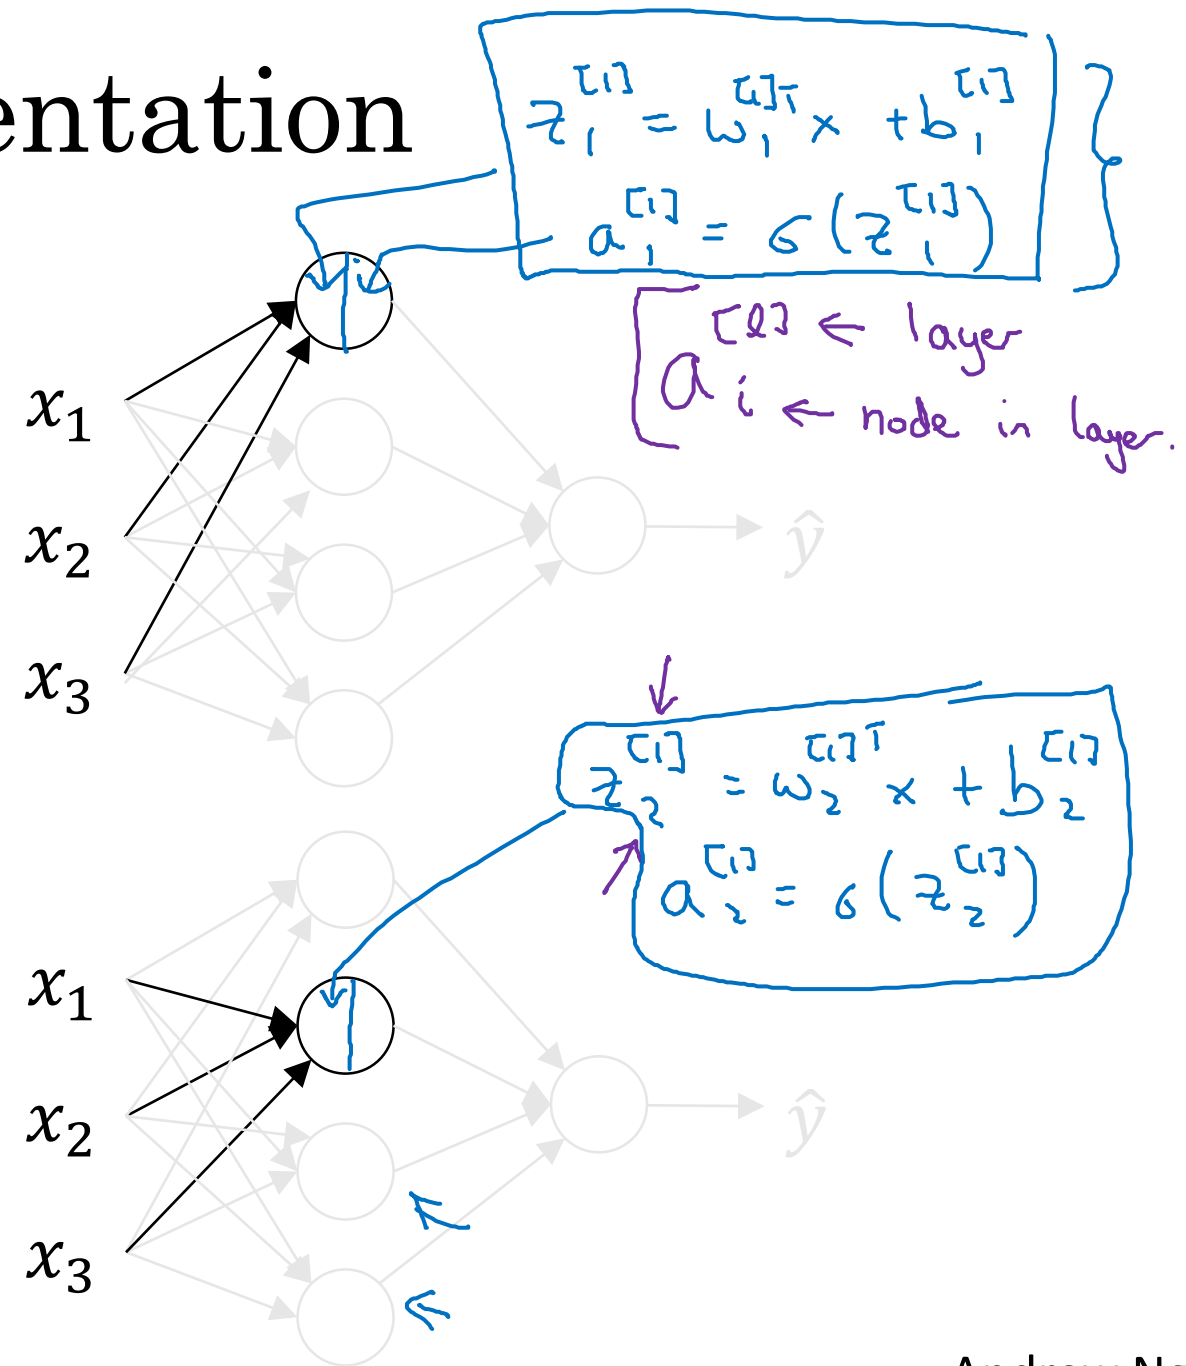 entation
z₁^[1] = w₁^[1]T x + b₁^[1]
a₁^[1] = σ(z₁^[1])
a_i^[l] ← layer
← node in layer.
x₁
x₂
x₃
ŷ
z₂^[1] = w₂^[1]T x + b₂^[1]
a₂^[1] = σ(z₂^[1])
x₁
x₂
x₃
ŷ